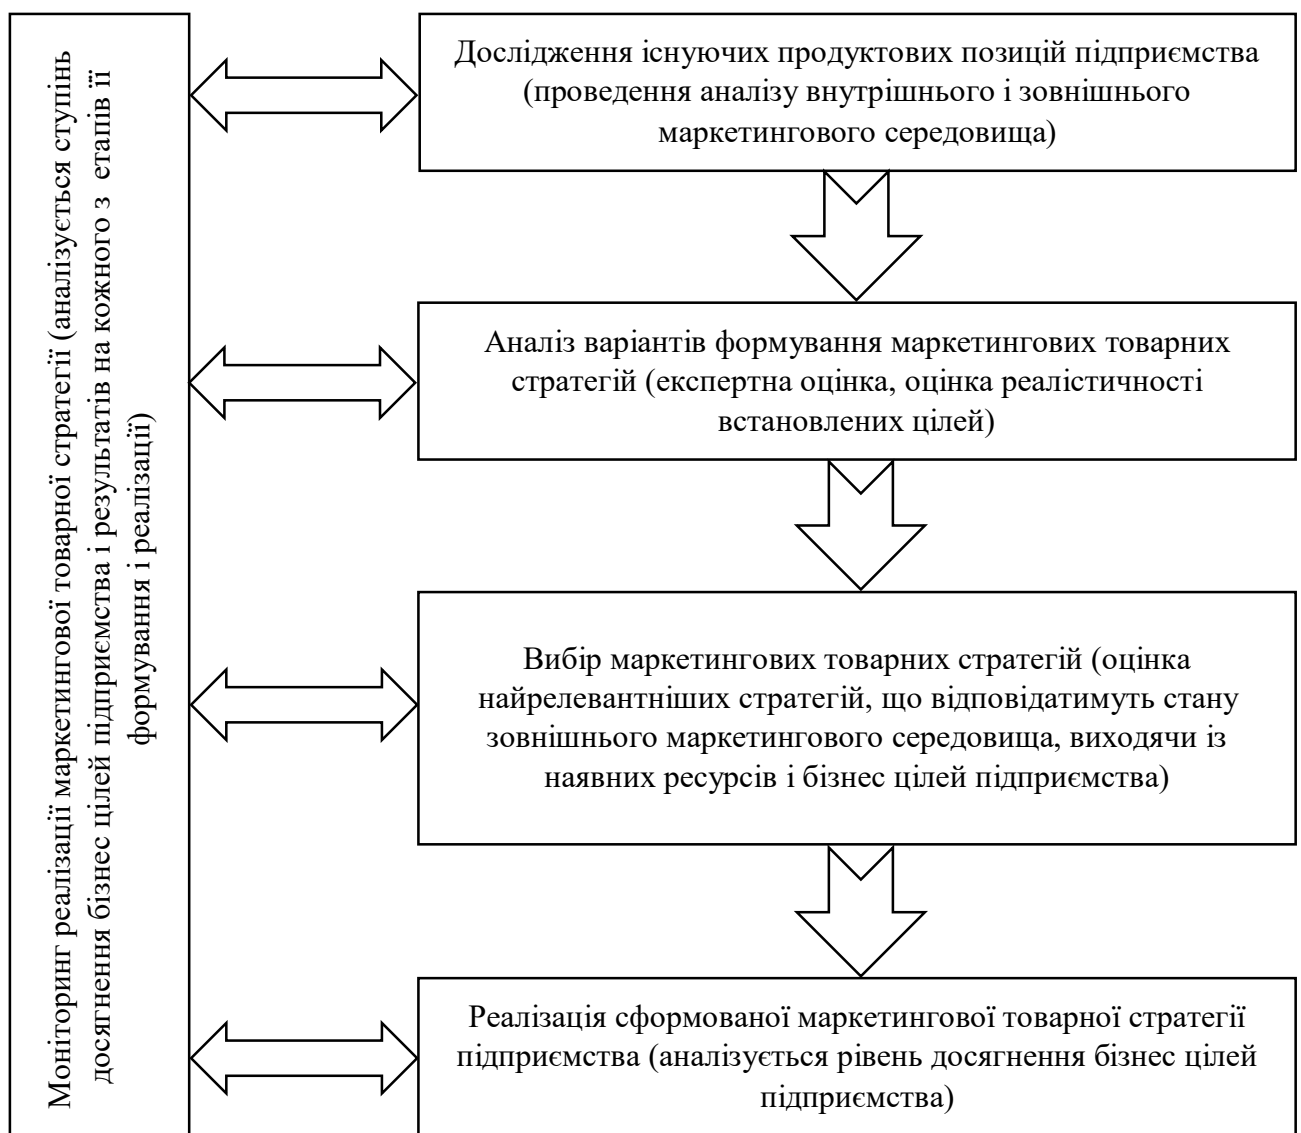 Моніторинг реалізації маркетингової товарної стратегії (аналізується ступінь
досягнення бізнес цілей підприємства і результатів на кожного з етапів її
формування і реалізації)
Дослідження існуючих продуктових позицій підприємства
(проведення аналізу внутрішнього і зовнішнього
маркетингового середовища)
Аналіз варіантів формування маркетингових товарних
стратегій (експертна оцінка, оцінка реалістичності
встановлених цілей)
Вибір маркетингових товарних стратегій (оцінка
найрелевантніших стратегій, що відповідатимуть стану
зовнішнього маркетингового середовища, виходячи із
наявних ресурсів і бізнес цілей підприємства)
Реалізація сформованої маркетингової товарної стратегії
підприємства (аналізується рівень досягнення бізнес цілей
підприємства)